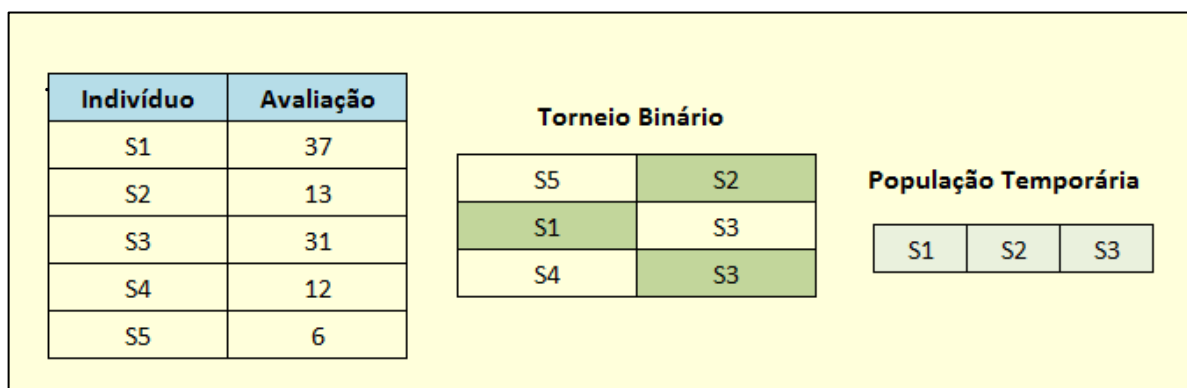 Indivíduo Avaliação
S1 37
S2 13
S3 31
S4 12
S5 6
Torneio Binário
S5 S2
S1 S3
S4 S3
População Temporária
S1 S2 S3